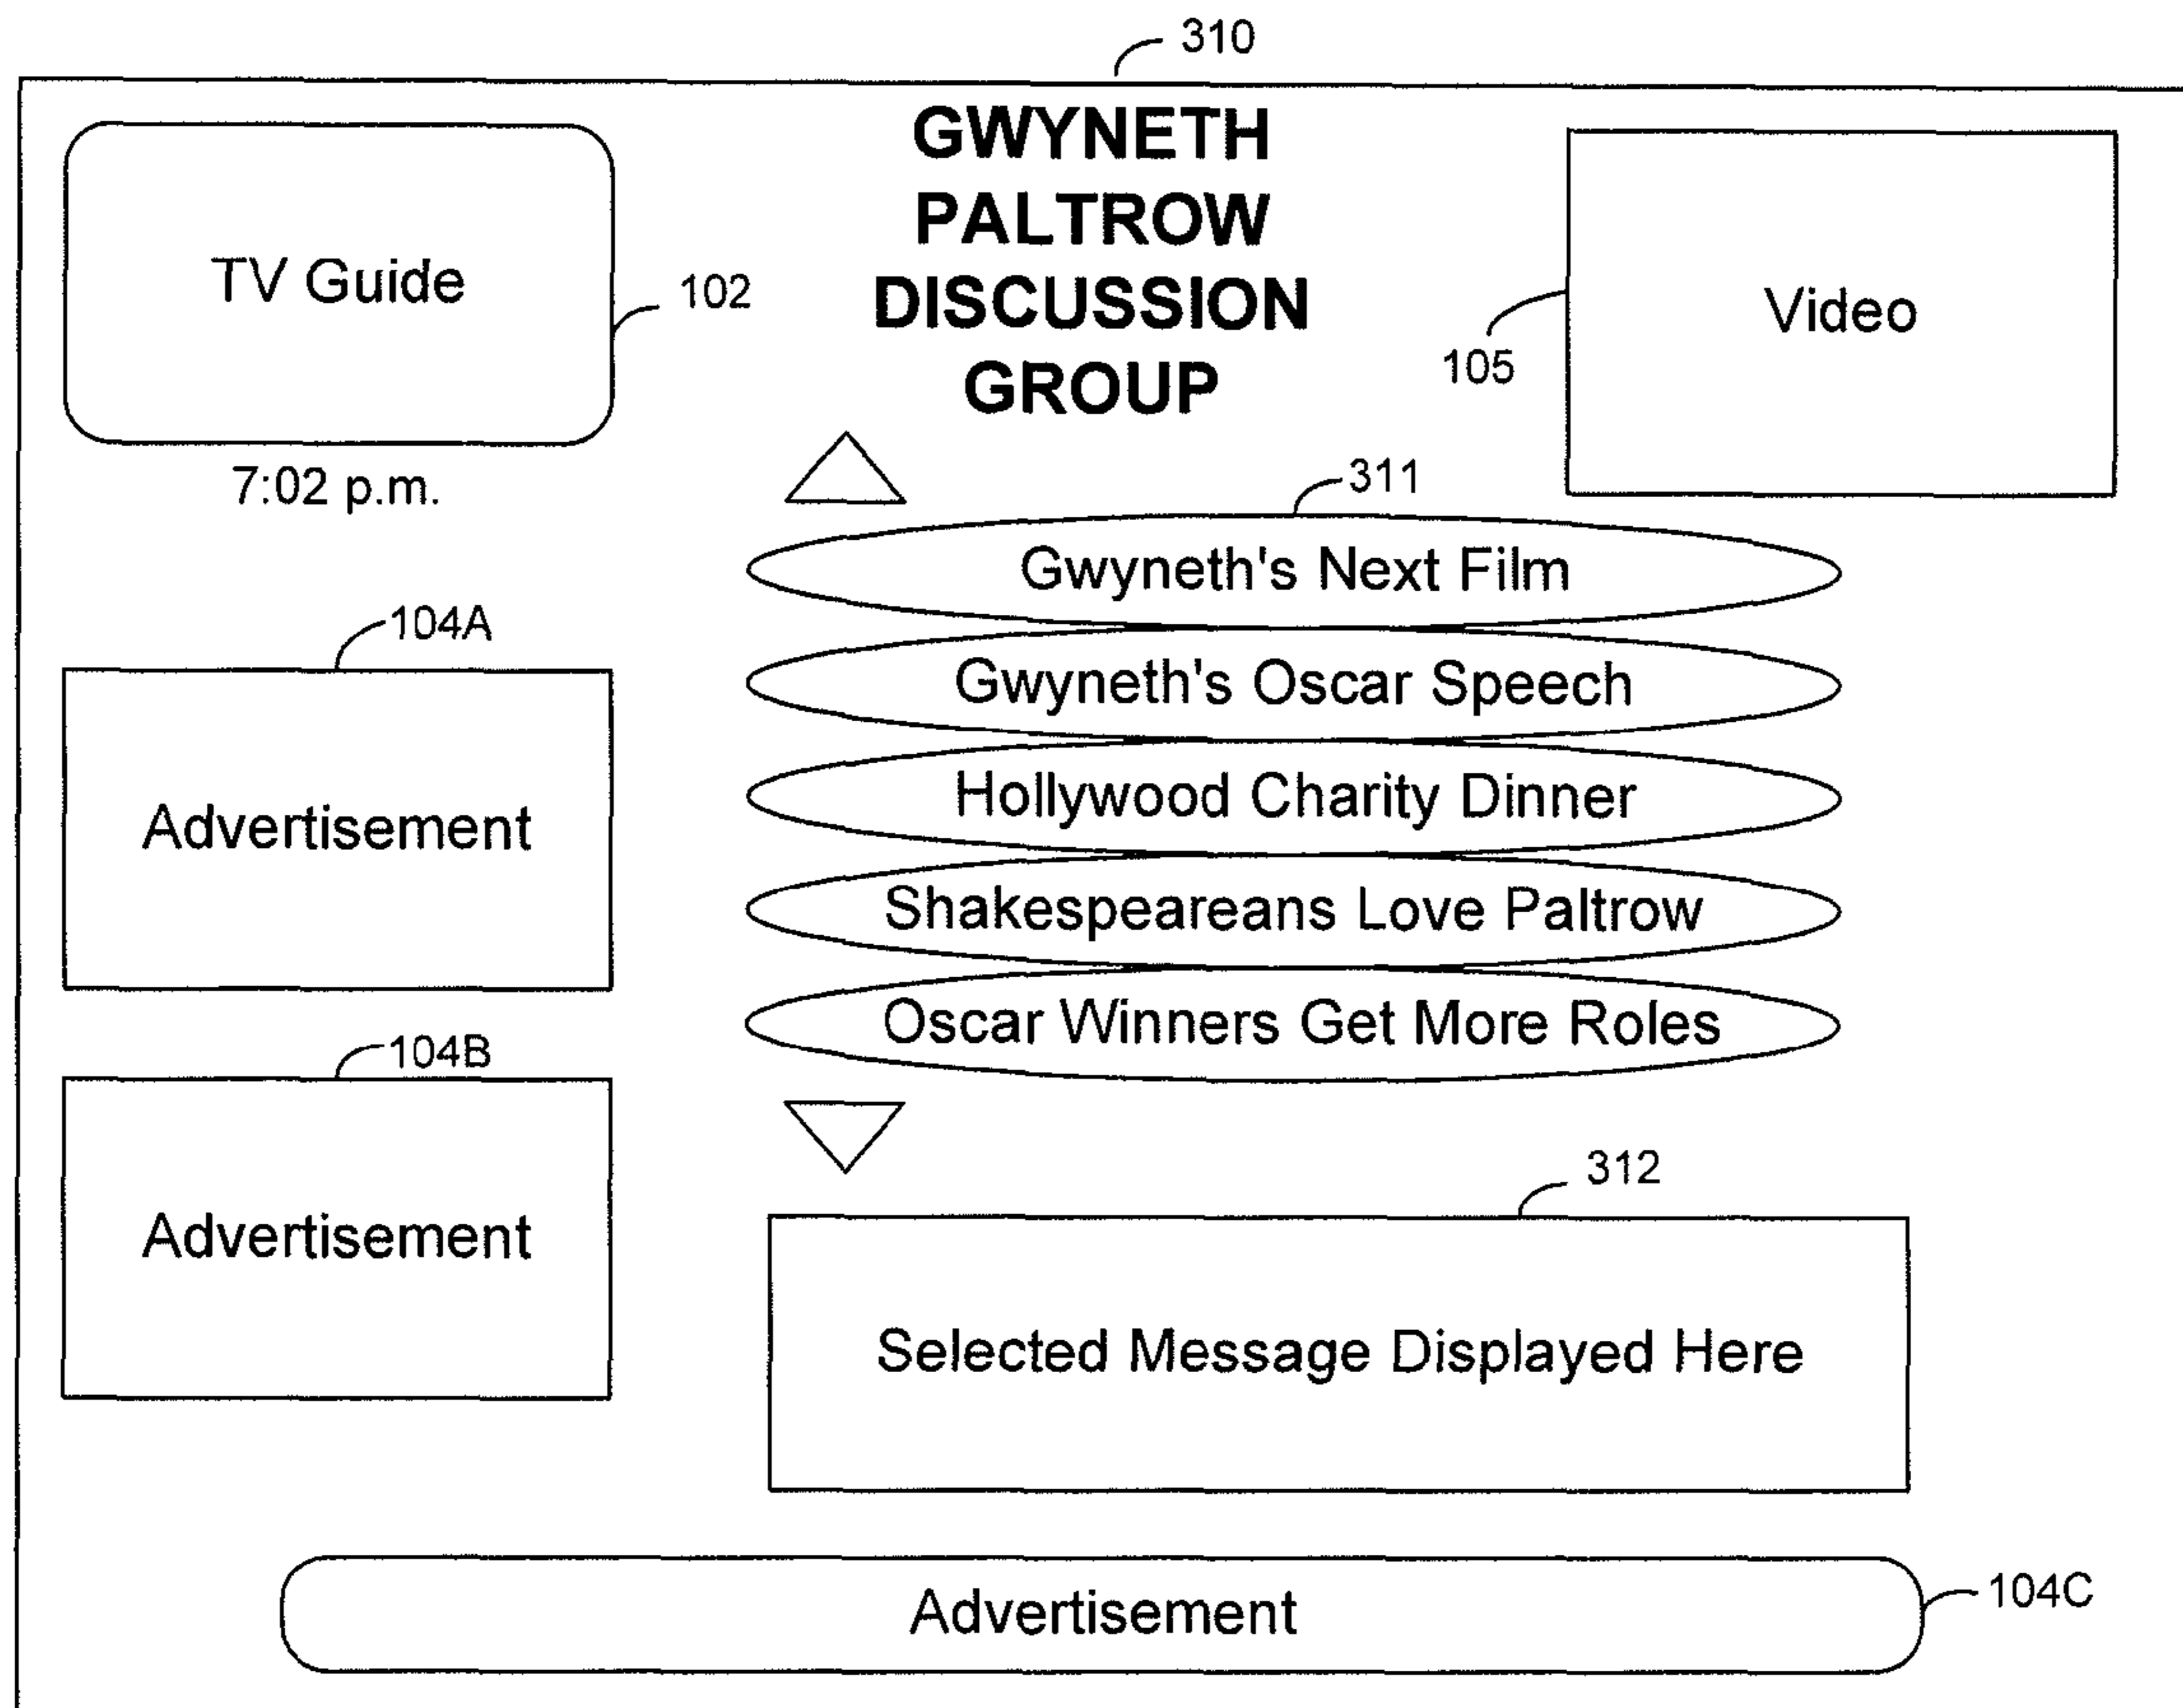 310
GWYNETH
PALTROW
DISCUSSION
GROUP
TV Guide
102
105
Video
7:02 p.m.
311
Gwyneth's Next Film
104A
Gwyneth's Oscar Speech
Hollywood Charity Dinner
Advertisement
Shakespeareans Love Paltrow
Oscar Winners Get More Roles
104B
Advertisement
312
Selected Message Displayed Here
Advertisement
104C